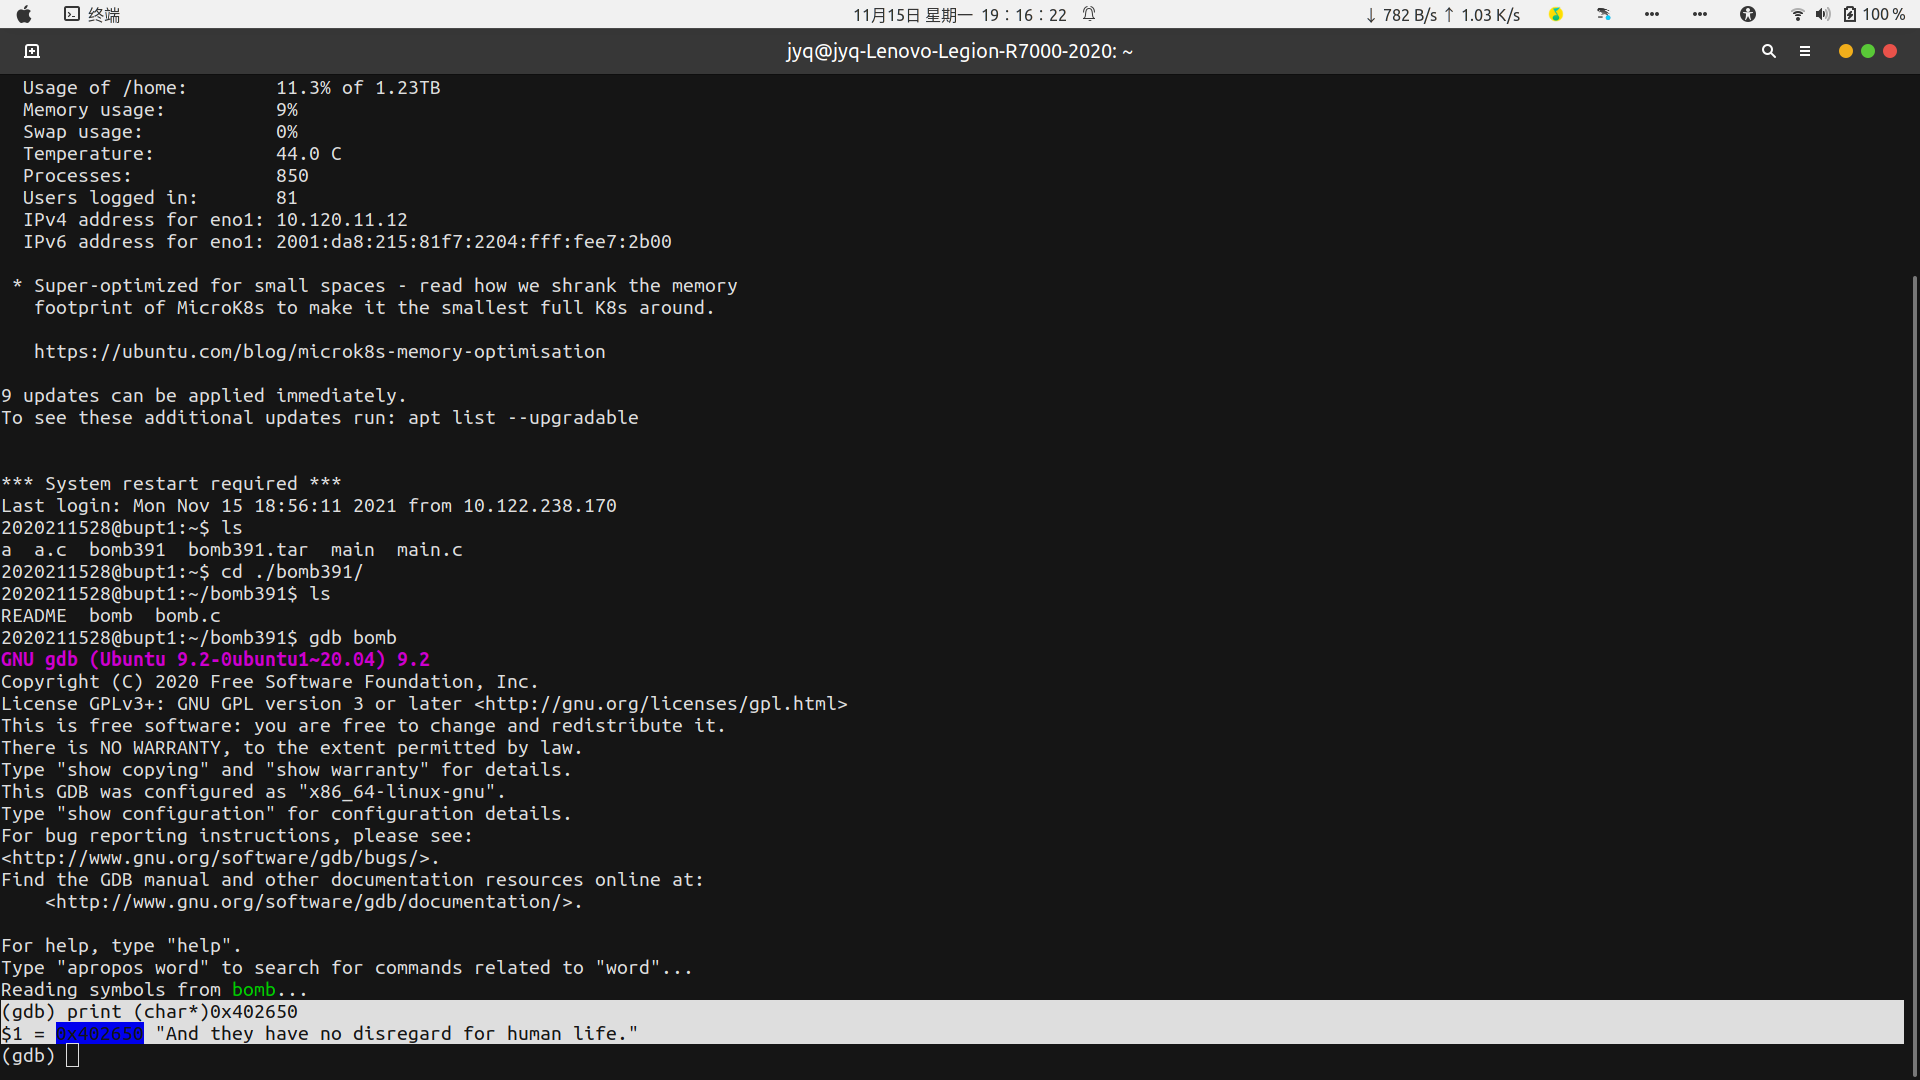 终端
11月15日 星期一 19：16：22
↓ 782 B/s ↑ 1.03 K/s
100 %
jyq@jyq-Lenovo-Legion-R7000-2020: ~
Usage of /home: 11.3% of 1.23TB
Memory usage: 9%
Swap usage: 0%
Temperature: 44.0 C
Processes: 850
Users logged in: 81
IPv4 address for eno1: 10.120.11.12
IPv6 address for eno1: 2001:da8:215:81f7:2204:fff:fee7:2b00
* Super-optimized for small spaces - read how we shrank the memory
footprint of MicroK8s to make it the smallest full K8s around.
https://ubuntu.com/blog/microk8s-memory-optimisation
9 updates can be applied immediately.
To see these additional updates run: apt list --upgradable
*** System restart required ***
Last login: Mon Nov 15 18:56:11 2021 from 10.122.238.170
2020211528@bupt1:~$ ls
a a.c bomb391 bomb391.tar main main.c
2020211528@bupt1:~$ cd ./bomb391/
2020211528@bupt1:~/bomb391$ ls
README bomb bomb.c
2020211528@bupt1:~/bomb391$ gdb bomb
GNU gdb (Ubuntu 9.2-0ubuntu1~20.04) 9.2
Copyright (C) 2020 Free Software Foundation, Inc.
License GPLv3+: GNU GPL version 3 or later <http://gnu.org/licenses/gpl.html>
This is free software: you are free to change and redistribute it.
There is NO WARRANTY, to the extent permitted by law.
Type "show copying" and "show warranty" for details.
This GDB was configured as "x86_64-linux-gnu".
Type "show configuration" for configuration details.
For bug reporting instructions, please see:
<http://www.gnu.org/software/gdb/bugs/>.
Find the GDB manual and other documentation resources online at:
<http://www.gnu.org/software/gdb/documentation/>.
For help, type "help".
Type "apropos word" to search for commands related to "word"...
Reading symbols from bomb...
(gdb) print (char*)0x402650
$1 = 0x402650 "And they have no disregard for human life."
(gdb)